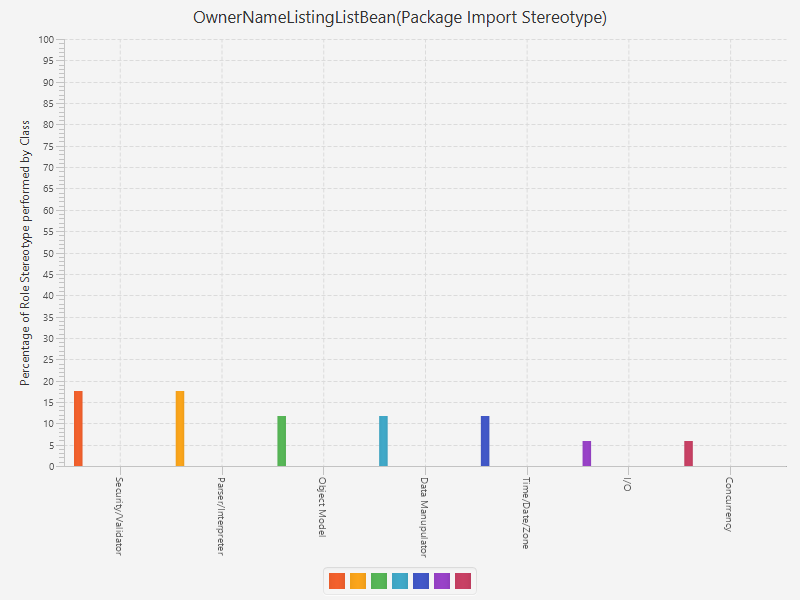 OwnerNameListingListBean(Package Import Stereotype)
Percentage of Role Stereotype performed by Class
100
95
90
85
80
75
70
65
60
55
50
45
40
35
30
25
20
15
10
5
0
Security/Validator
Parser/Interpreter
Object Model
Data Manupulator
Time/Date/Zone
I/O
Concurrency